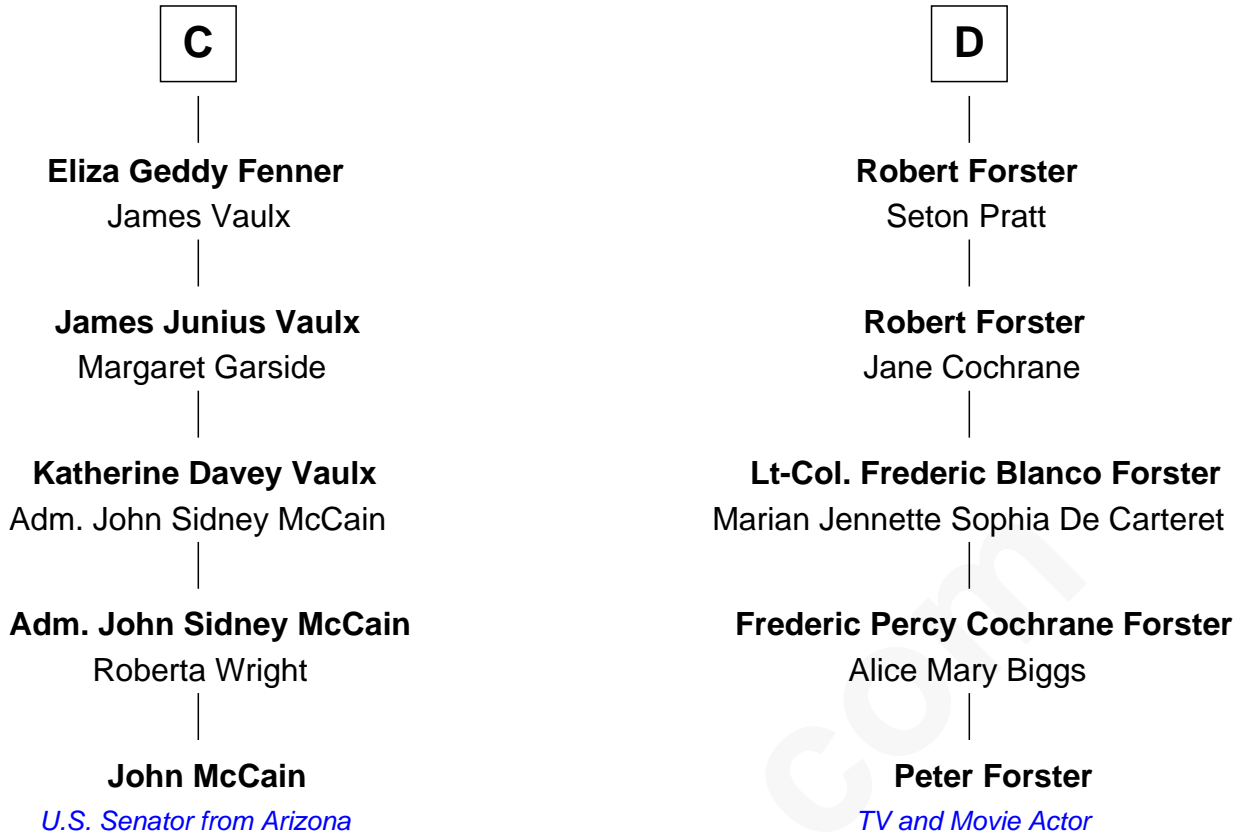 C
D
Eliza Geddy Fenner
James Vaulx
Robert Forster
Seton Pratt
James Junius Vaulx
Margaret Garside
Robert Forster
Jane Cochrane
Katherine Davey Vaulx
Adm. John Sidney McCain
Lt-Col. Frederic Blanco Forster
Marian Jennette Sophia De Carteret
Adm. John Sidney McCain
Roberta Wright
Frederic Percy Cochrane Forster
Alice Mary Biggs
John McCain
U.S. Senator from Arizona
Peter Forster
TV and Movie Actor
com